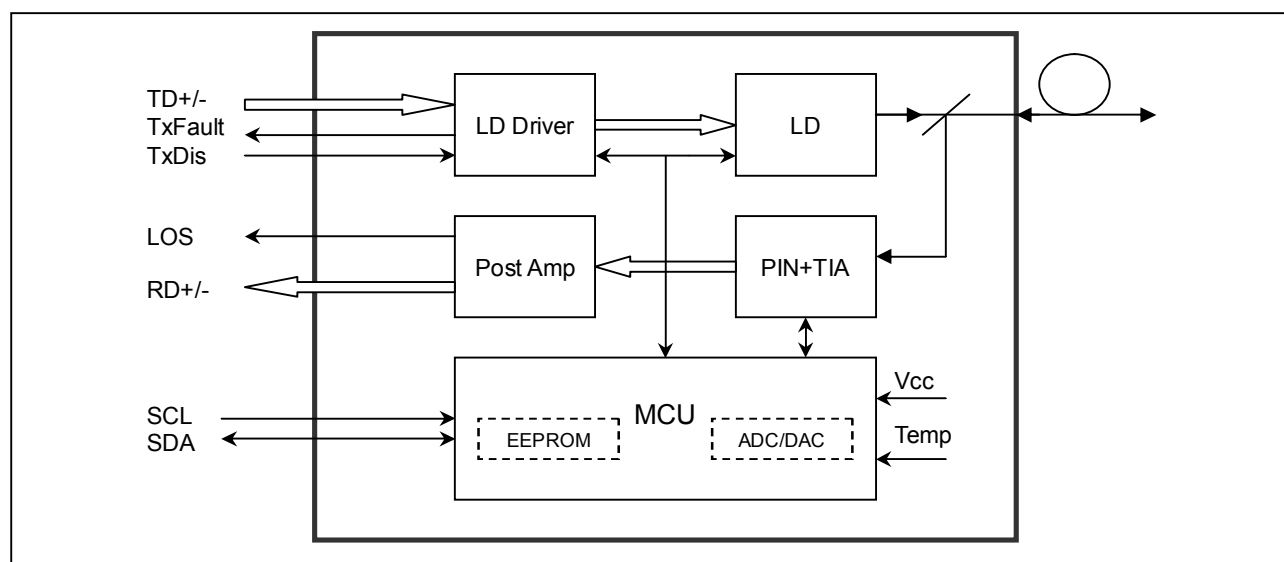 TD+/-
TxFault
TxDis
LD Driver
LD
LOS
RD+/-
Post Amp
PIN+TIA
SCL
SDA
MCU
EEPROM
ADC/DAC
Vcc
Temp